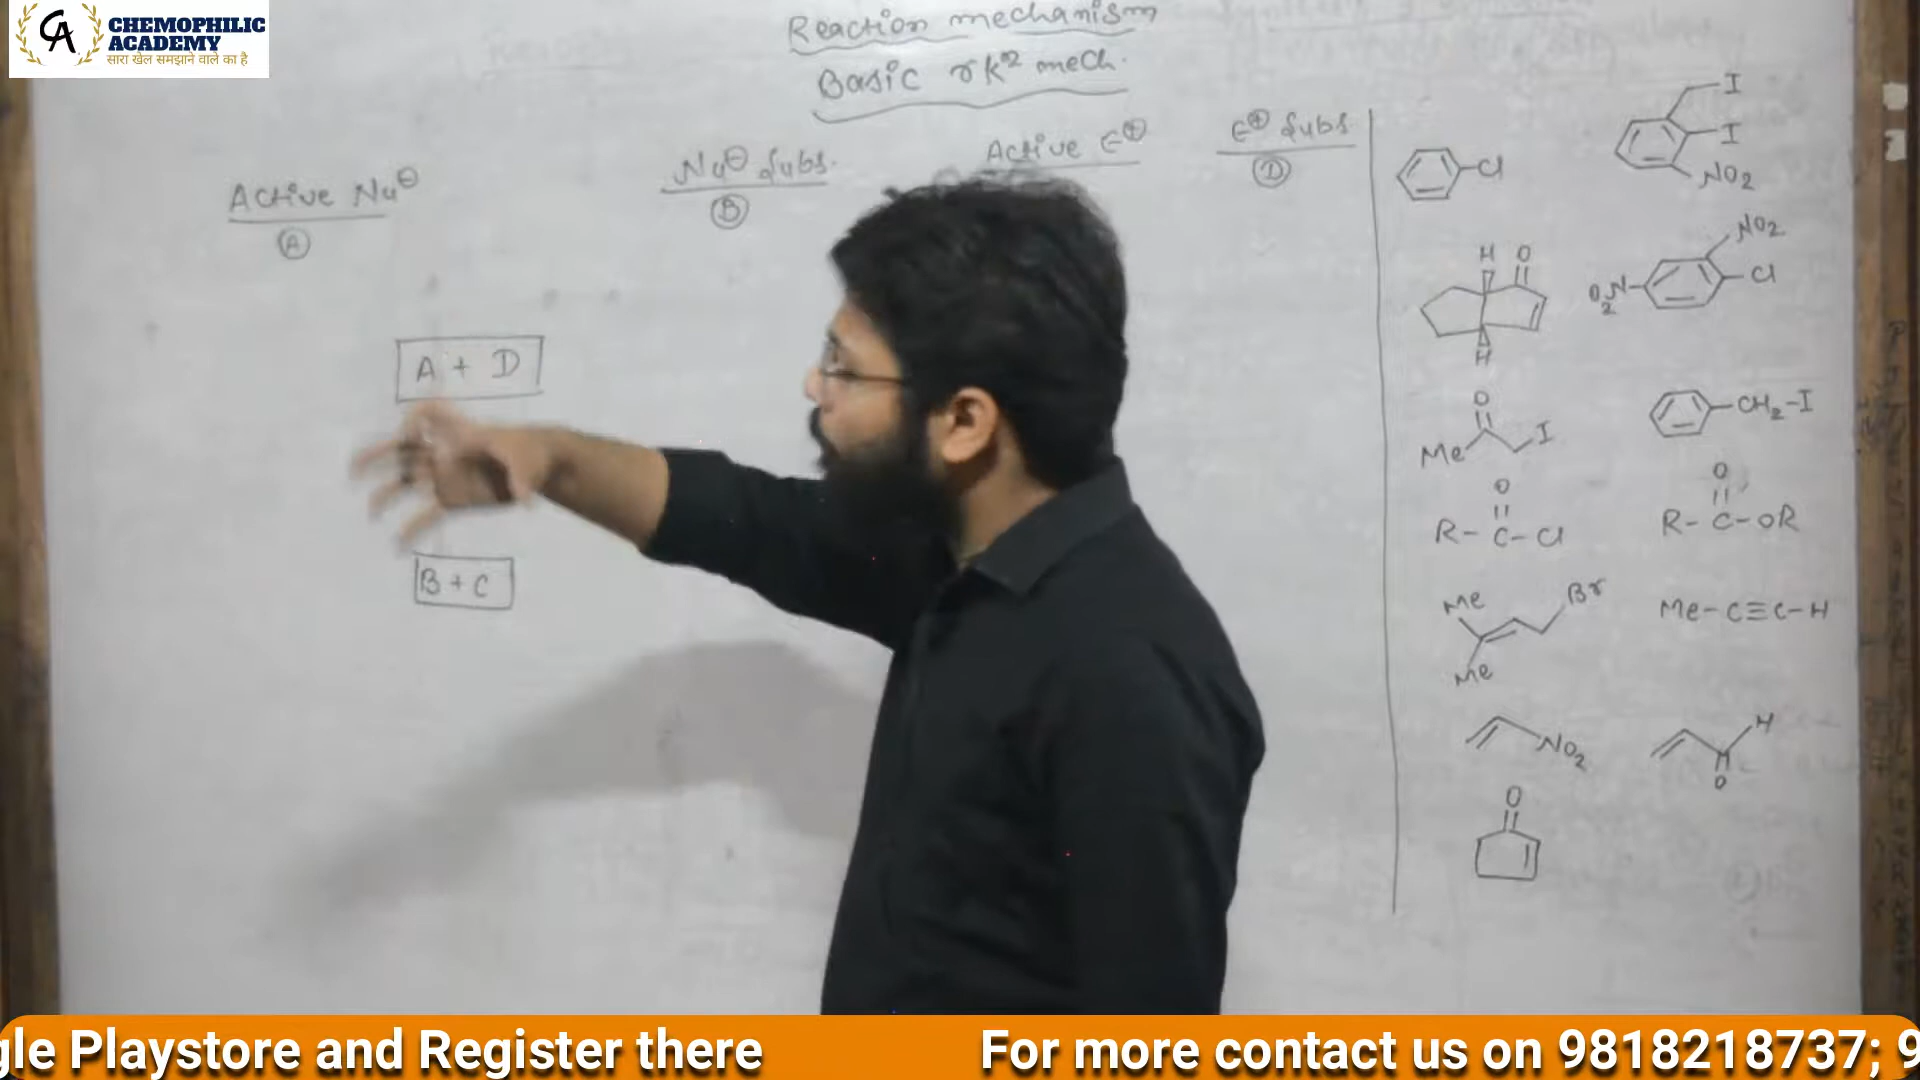 CA CHEMOPHILIC
ACADEMY
सारा खेल समझाने वाले का है
Reaction mechanism
Basic rkn mech.
Active Nu⊖
A
Nu⊖ Subs.
B
Active E⊕
E⊕ Subs
D
A + D
B + C
Cl
I
I
NO2
H O
H
NO2
O2N Cl
O
Me I
CH2-I
O
R-C-Cl
O
R-C-OR
Me Br
Me
Me-C≡C-H
NO2
H
O
O
gle Playstore and Register there
For more contact us on 9818218737; 9